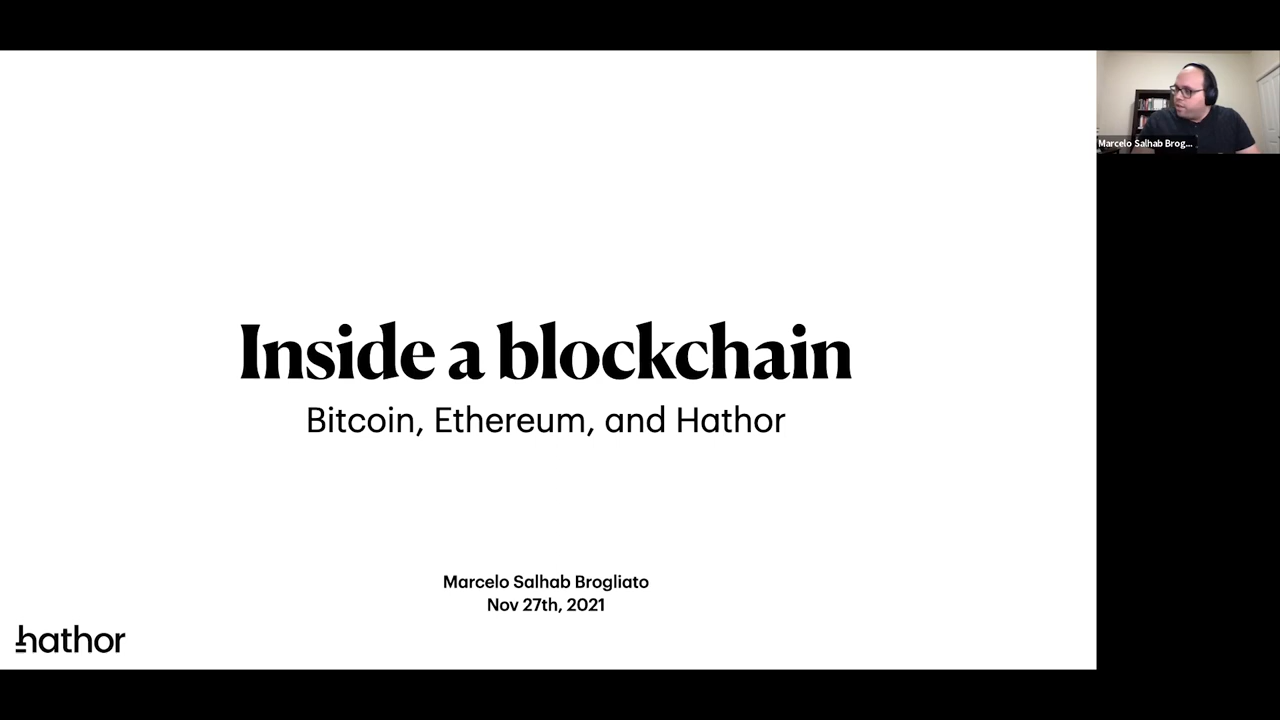 Inside a blockchain
Bitcoin, Ethereum, and Hathor
Marcelo Salhab Brogliato
Nov 27th, 2021
hathor
Marcelo Salhab Brog...